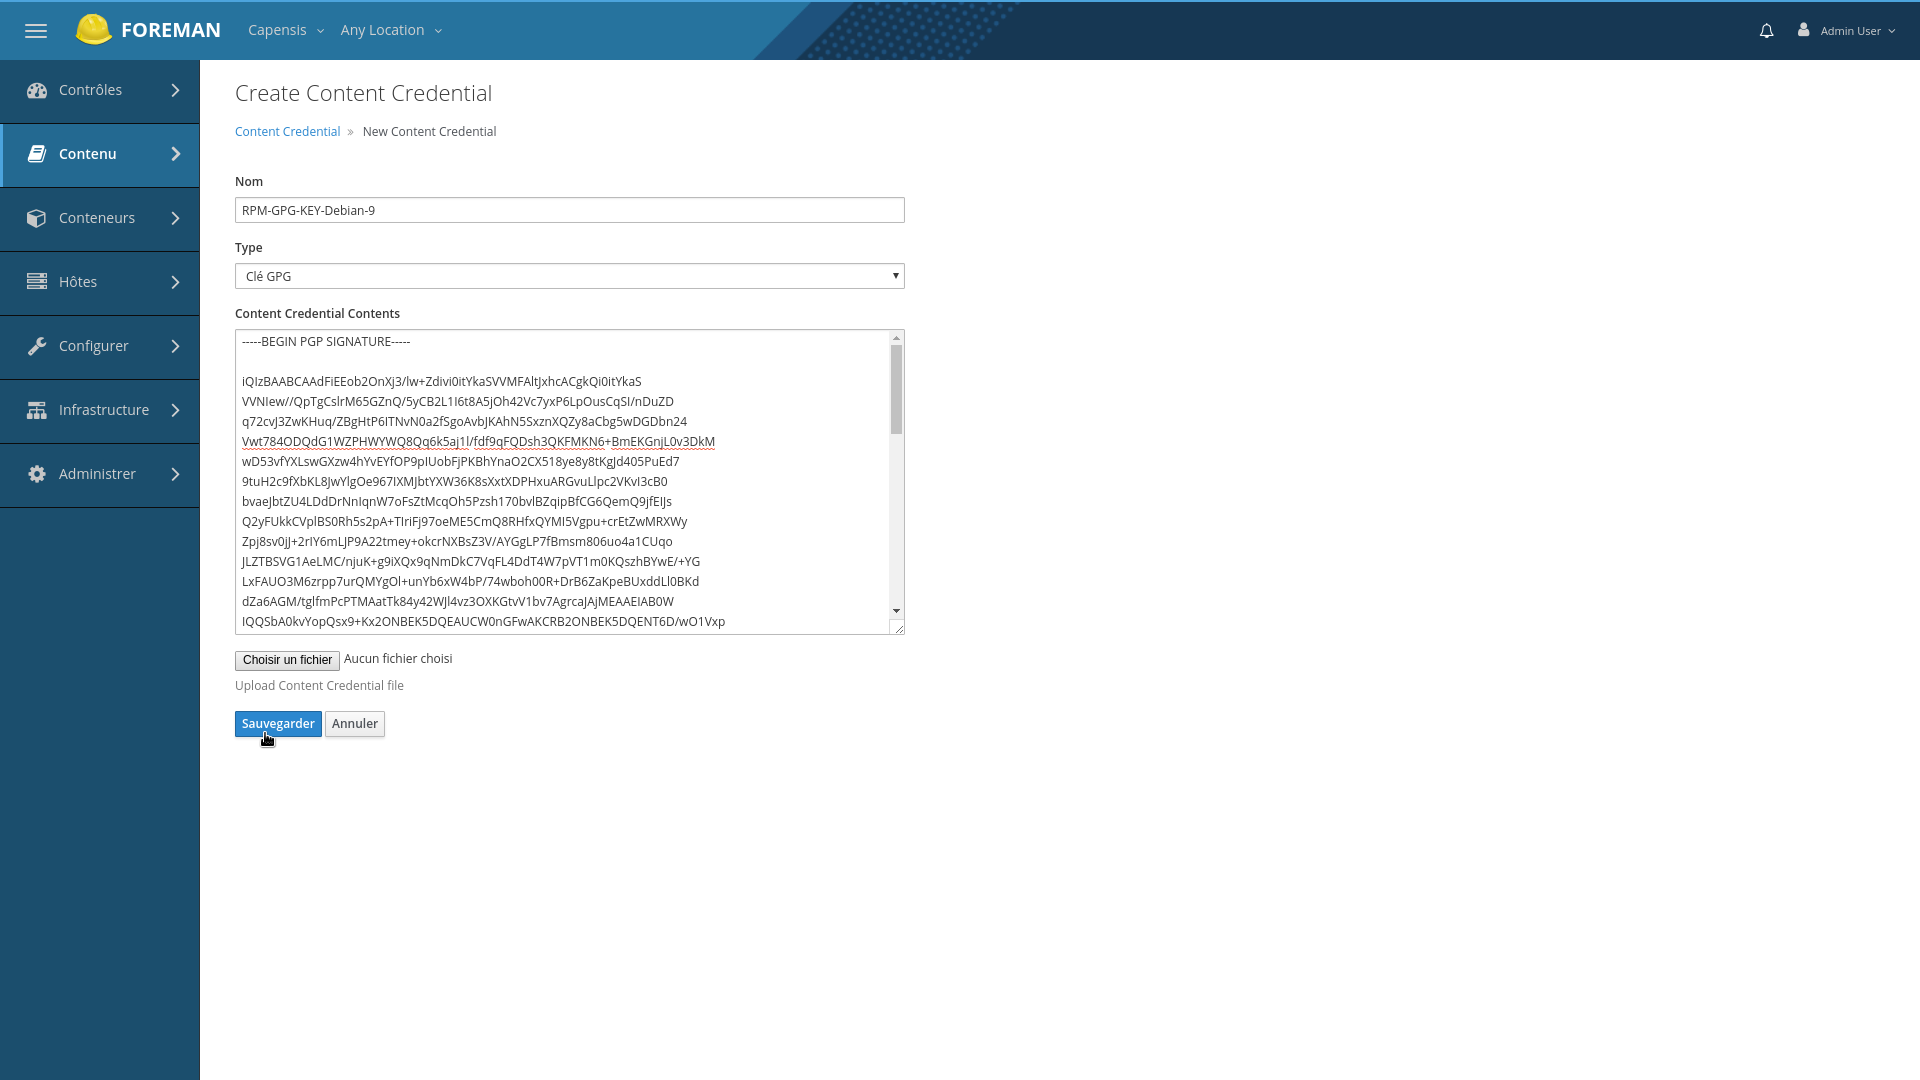 FOREMAN
Capensis
Any Location
Admin User
Contrôles
Contenu
Conteneurs
Hôtes
Configurer
Infrastructure
Administrer
Create Content Credential
Content Credential » New Content Credential
Nom
RPM-GPG-KEY-Debian-9
Type
Clé GPG
Content Credential Contents
-----BEGIN PGP SIGNATURE-----
iQIzBAABCAAdFiEEob2OnXj3/lw+Zdivi0itYkaSVVMFAltJxhcACgkQi0itYkaS
VVNIew//QpTgCslrM65GZnQ/5yCB2L1I6t8A5jOh42Vc7yxP6LpOusCqSI/nDuZD
q72cvJ3ZwKHuq/ZBgHtP6ITNvN0a2fSgoAvbJKAhN5SxznXQZy8aCbg5wDGDbn24
Vwt784ODQdG1WZPHWYWQ8Qq6k5aj1l/fdf9qFQDsh3QKFMKN6+BmEKGnjL0v3DkM
wD53vfYXLswGXzw4hYvEYfOP9pIUobFjPKBhYnaO2CX518ye8y8tKgJd405PuEd7
9tuH2c9fXbKL8JwYlgOe967IXMJbtYXW36K8sXxtXDPHxuARGvuLlpc2VKvI3cB0
bvaeJbtZU4LDdDrNnIqnW7oFsZtMcqOh5Pzsh170bvlBZqipBfCG6QemQ9jfEIJs
Q2yFUkkCVplBS0Rh5s2pA+TIriFj97oeME5CmQ8RHfxQYMI5Vgpu+crEtZwMRXWy
Zpj8sv0jJ+2rIY6mLJP9A22tmey+okcrNXBsZ3V/AYGgLP7fBmsm806uo4a1CUqo
JLZTBSVG1AeLMC/njuK+g9iXQx9qNmDkC7VqFL4DdT4W7pVT1m0KQszhBYwE/+YG
LxFAUO3M6zrpp7urQMYgOl+unYb6xW4bP/74wboh00R+DrB6ZaKpeBUxddLl0BKd
dZa6AGM/tglfmPcPTMAatTk84y42WJl4vz3OXKGtvV1bv7AgrcaJAjMEAAEIAB0W
IQQSbA0kvYopQsx9+Kx2ONBEK5DQEAUCW0nGFwAKCRB2ONBEK5DQENT6D/wO1Vxp
Choisir un fichier Aucun fichier choisi
Upload Content Credential file
Sauvegarder Annuler